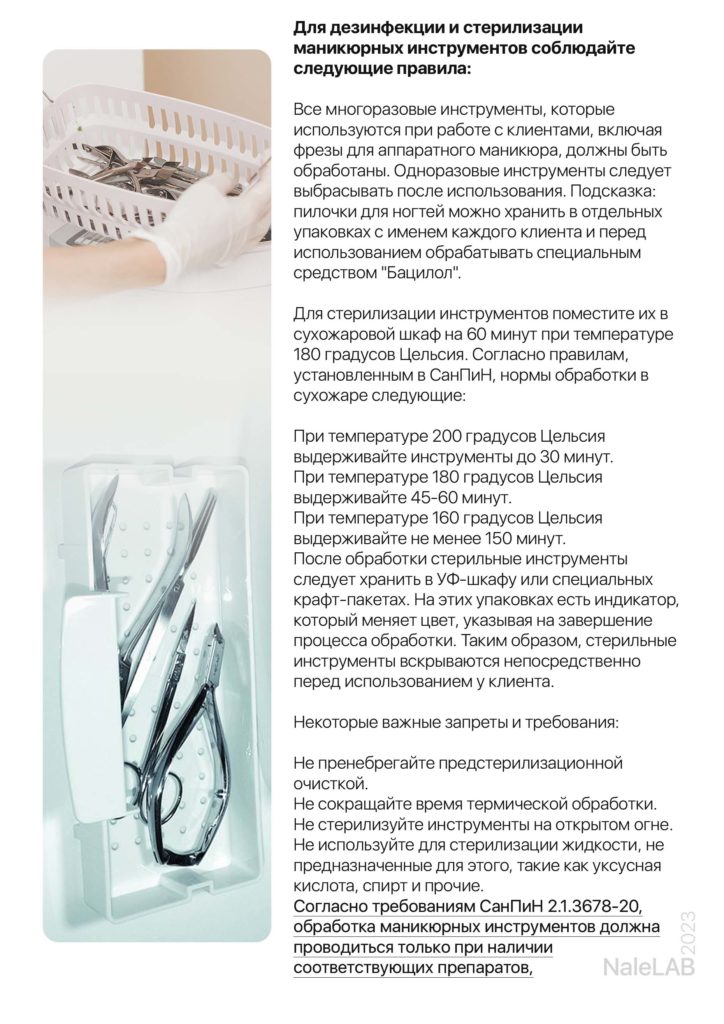 Для дезинфекции и стерилизации
маникюрных инструментов соблюдайте
следующие правила:
Все многоразовые инструменты, которые
используются при работе с клиентами, включая
фрезы для аппаратного маникюра, должны быть
обработаны. Одноразовые инструменты следует
выбрасывать после использования. Подсказка:
пилочки для ногтей можно хранить в отдельных
упаковках с именем каждого клиента и перед
использованием обрабатывать специальным
средством "Бацилол".
Для стерилизации инструментов поместите их в
сухожаровой шкаф на 60 минут при температуре
180 градусов Цельсия. Согласно правилам,
установленным в СанПиН, нормы обработки в
сухожаре следующие:
При температуре 200 градусов Цельсия
выдерживайте инструменты до 30 минут.
При температуре 180 градусов Цельсия
выдерживайте 45-60 минут.
При температуре 160 градусов Цельсия
выдерживайте не менее 150 минут.
После обработки стерильные инструменты
следует хранить в УФ-шкафу или специальных
крафт-пакетах. На этих упаковках есть индикатор,
который меняет цвет, указывая на завершение
процесса обработки. Таким образом, стерильные
инструменты вскрываются непосредственно
перед использованием у клиента.
Некоторые важные запреты и требования:
Не пренебрегайте предстерилизационной
очисткой.
Не сокращайте время термической обработки.
Не стерилизуйте инструменты на открытом огне.
Не используйте для стерилизации жидкости, не
предназначенные для этого, такие как уксусная
кислота, спирт и прочие.
Согласно требованиям СанПиН 2.1.3678-20,
обработка маникюрных инструментов должна
проводиться только при наличии
соответствующих препаратов,
NaleLAB
2023